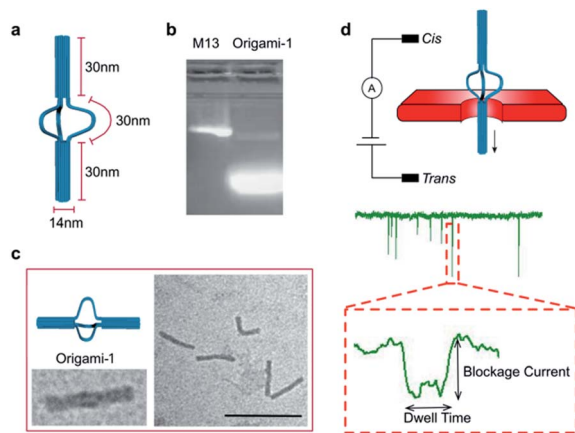 a
30nm
30nm
30nm
14nm
b
M13 Origami-1
c
Origami-1
d
Cis
A
Trans
Blockage Current
Dwell Time